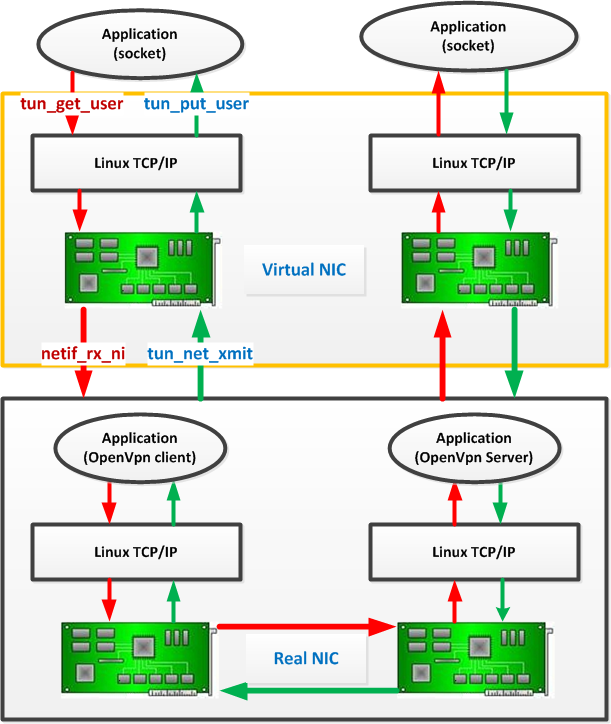 Application
(socket)
Application
(socket)
tun_get_user
tun_put_user
Linux TCP/IP
Linux TCP/IP
Virtual NIC
netif_rx_ni
tun_net_xmit
Application
(OpenVpn client)
Application
(OpenVpn Server)
Linux TCP/IP
Linux TCP/IP
Real NIC